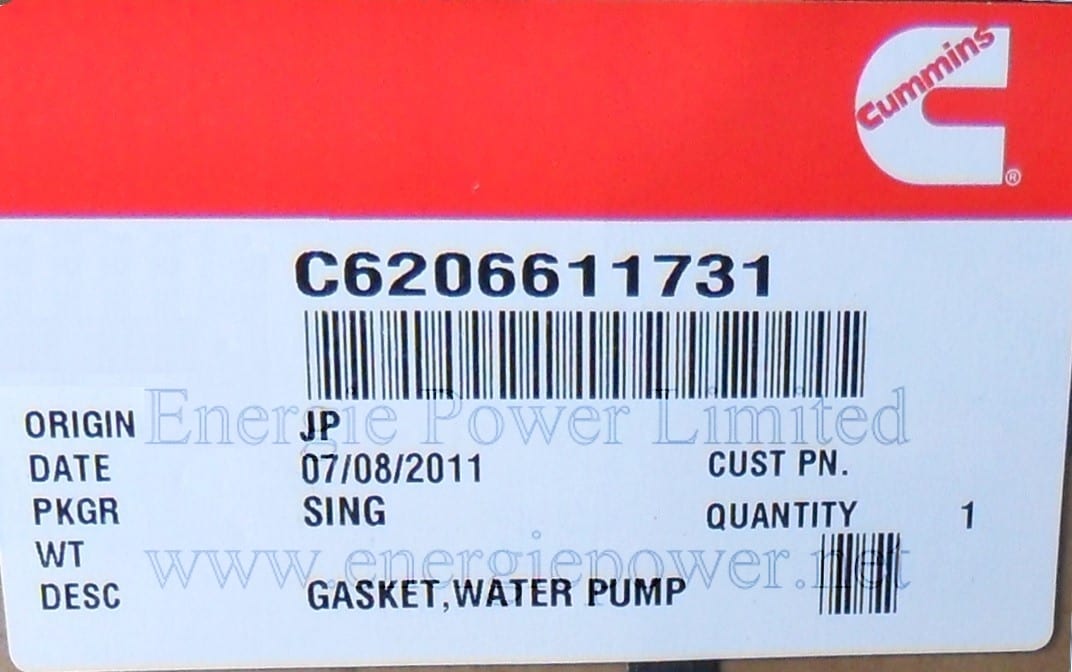 Cummins
®
C6206611731
Energie Power Limited
ORIGIN JP
DATE 07/08/2011 CUST PN.
PKGR SING QUANTITY 1
WT
www.energiepower.net
DESC GASKET,WATER PUMP